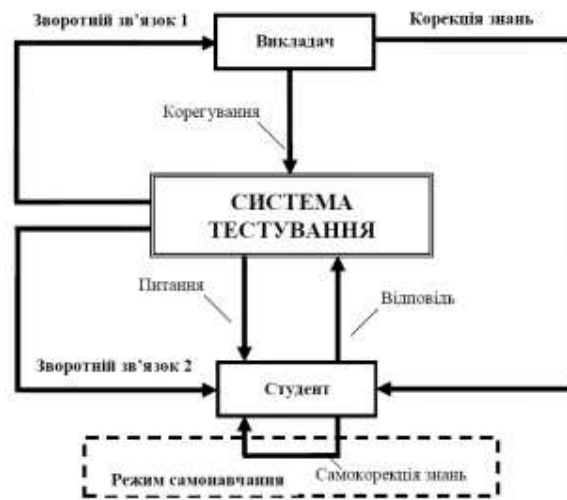 Зворотній зв’язок 1
Викладач
Корекція знань
Корегування
СИСТЕМА
ТЕСТУВАННЯ
Питання
Відповідь
Зворотній зв’язок 2
Студент
Самокорекція знань
Режим самонавчання